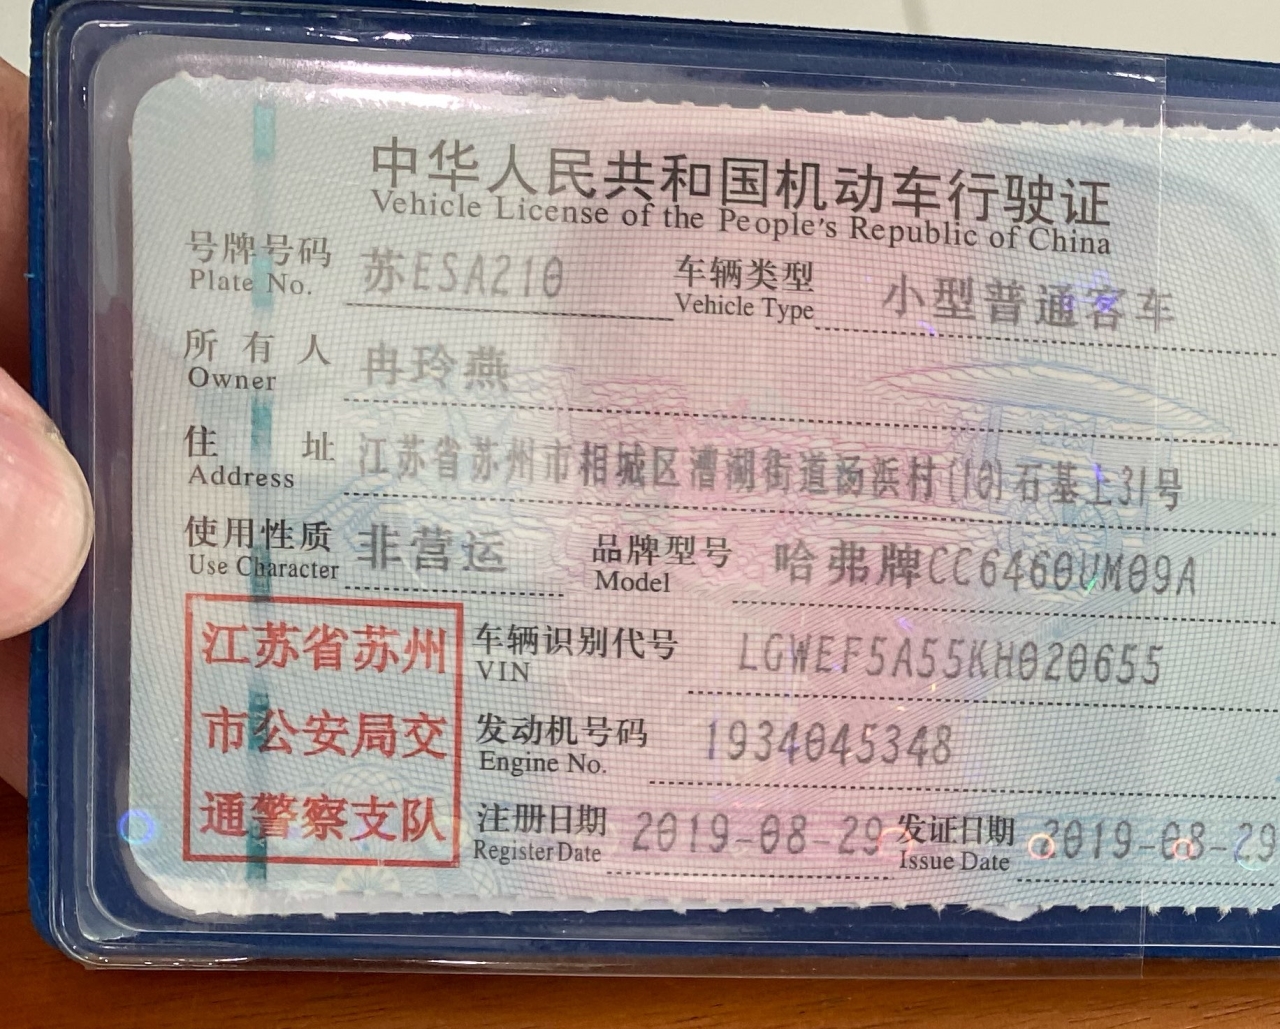 中华人民共和国机动车行驶证
Vehicle License of the People's Republic of China
号牌号码 苏ESA210 车辆类型 小型普通客车
Plate No. Vehicle Type
所有人 冉玲燕
Owner
住址 江苏省苏州市相城区漕湖街道汤浜村(10)石基上31号
Address
使用性质 非营运 品牌型号 哈弗牌CC6460UM09A
Use Character Model
江苏省苏州
市公安局交
通警察支队
车辆识别代号 LGWEF5A55KH020655
VIN
发动机号码 1934045348
Engine No.
注册日期 2019-08-29 发证日期 2019-08-29
Register Date Issue Date